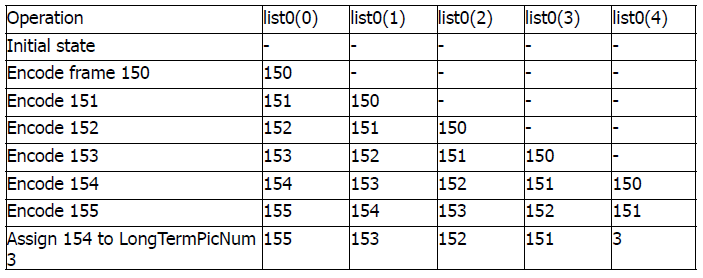 Operation list0(0) list0(1) list0(2) list0(3) list0(4)
Initial state - - - - -
Encode frame 150 150 - - - -
Encode 151 151 150 - - -
Encode 152 152 151 150 - -
Encode 153 153 152 151 150 -
Encode 154 154 153 152 151 150
Encode 155 155 154 153 152 151
Assign 154 to LongTermPicNum 155 153 152 151 3
3